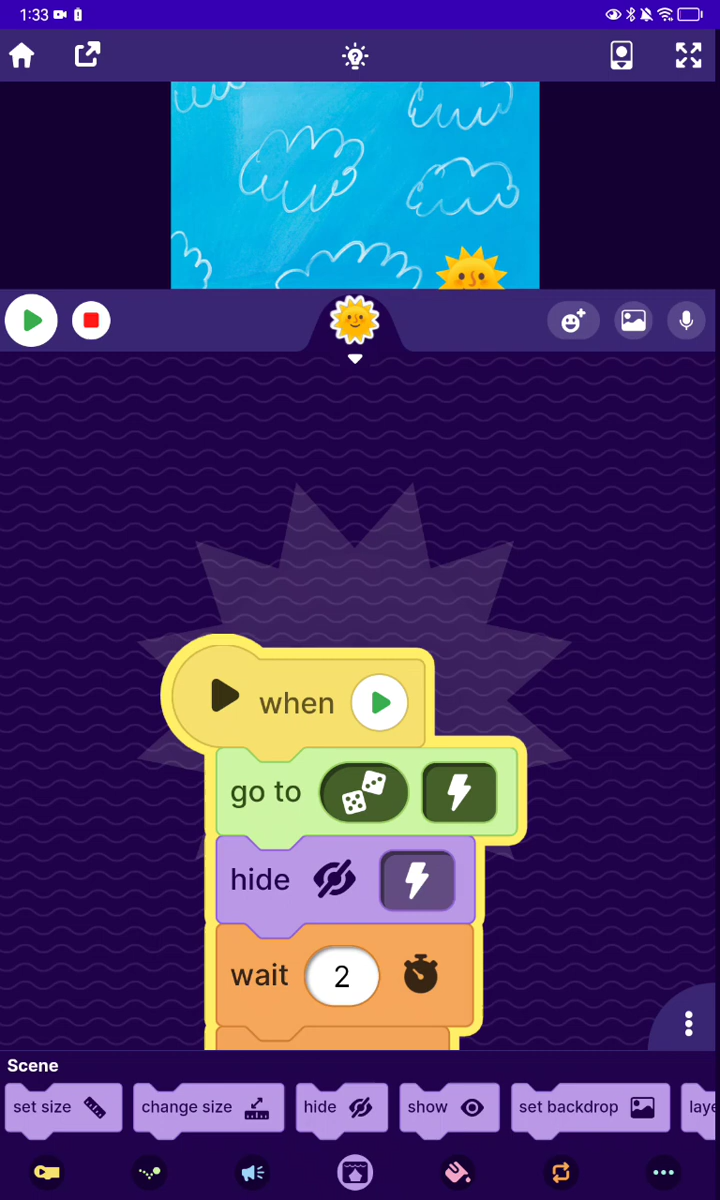 1:33
when
go to
hide
wait 2
Scene
set size change size hide show set backdrop laye